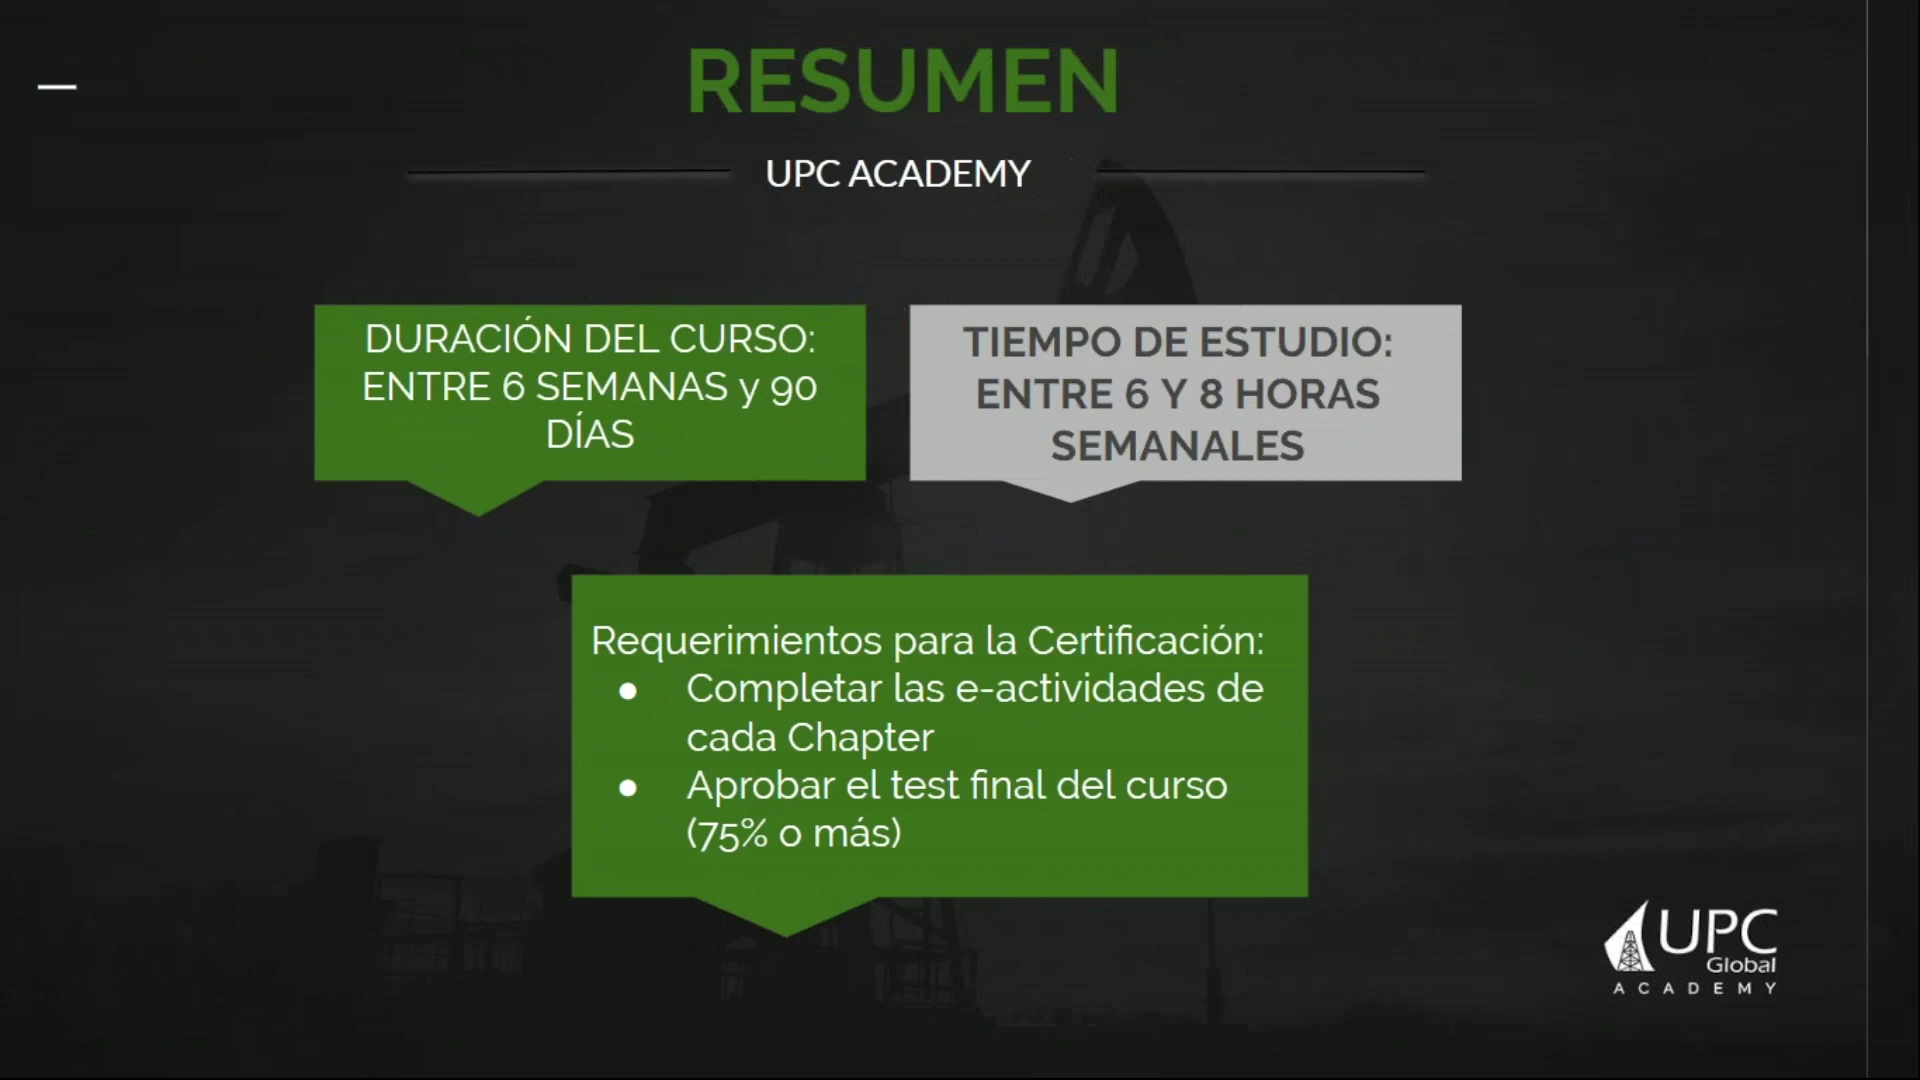 RESUMEN
UPC ACADEMY
DURACIÓN DEL CURSO:
ENTRE 6 SEMANAS y 90
DÍAS
TIEMPO DE ESTUDIO:
ENTRE 6 Y 8 HORAS
SEMANALES
Requerimientos para la Certificación:
● Completar las e-actividades de
cada Chapter
● Aprobar el test final del curso
(75% o más)
UPC
Global
ACADEMY